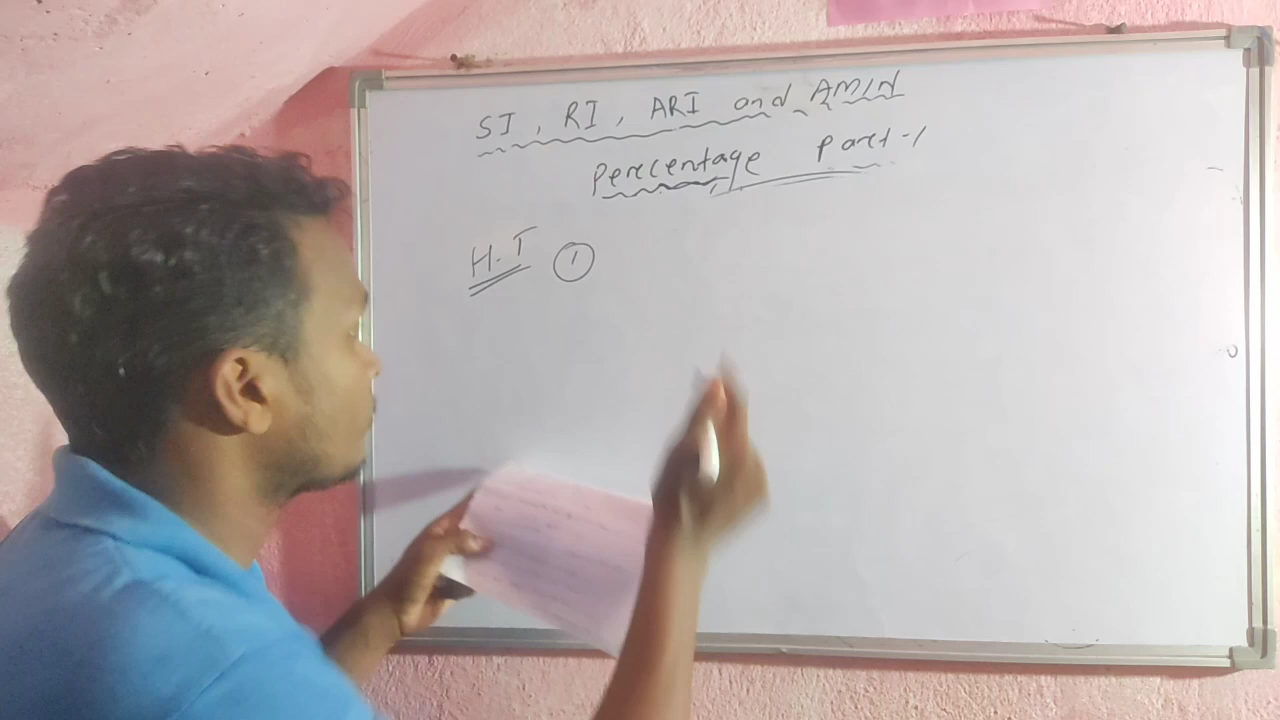 SI, RI, ARI and AMIN
Percentage Part-1
H.T ①